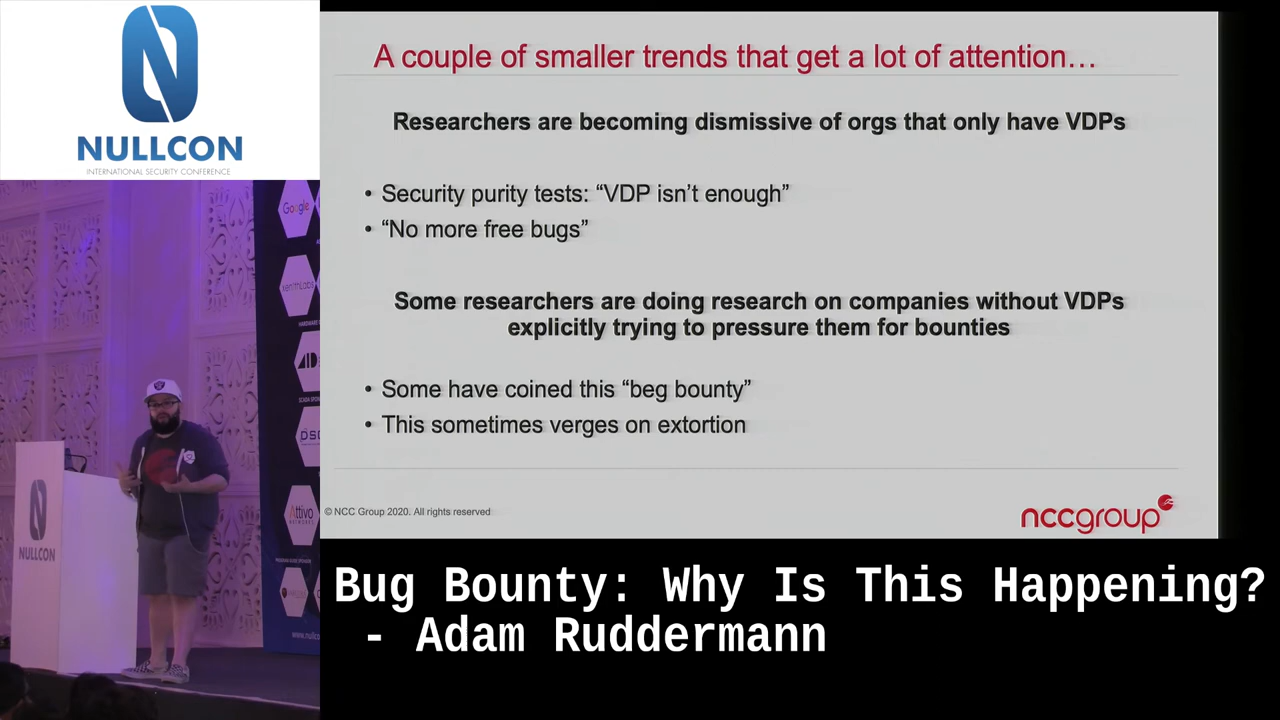 NULLCON
INTERNATIONAL SECURITY CONFERENCE
A couple of smaller trends that get a lot of attention…
Researchers are becoming dismissive of orgs that only have VDPs
• Security purity tests: “VDP isn’t enough”
• “No more free bugs”
Some researchers are doing research on companies without VDPs
explicitly trying to pressure them for bounties
• Some have coined this “beg bounty”
• This sometimes verges on extortion
© NCC Group 2020. All rights reserved
nccgroup
Google
Attivo
NULLCON
Bug Bounty: Why Is This Happening?
- Adam Ruddermann